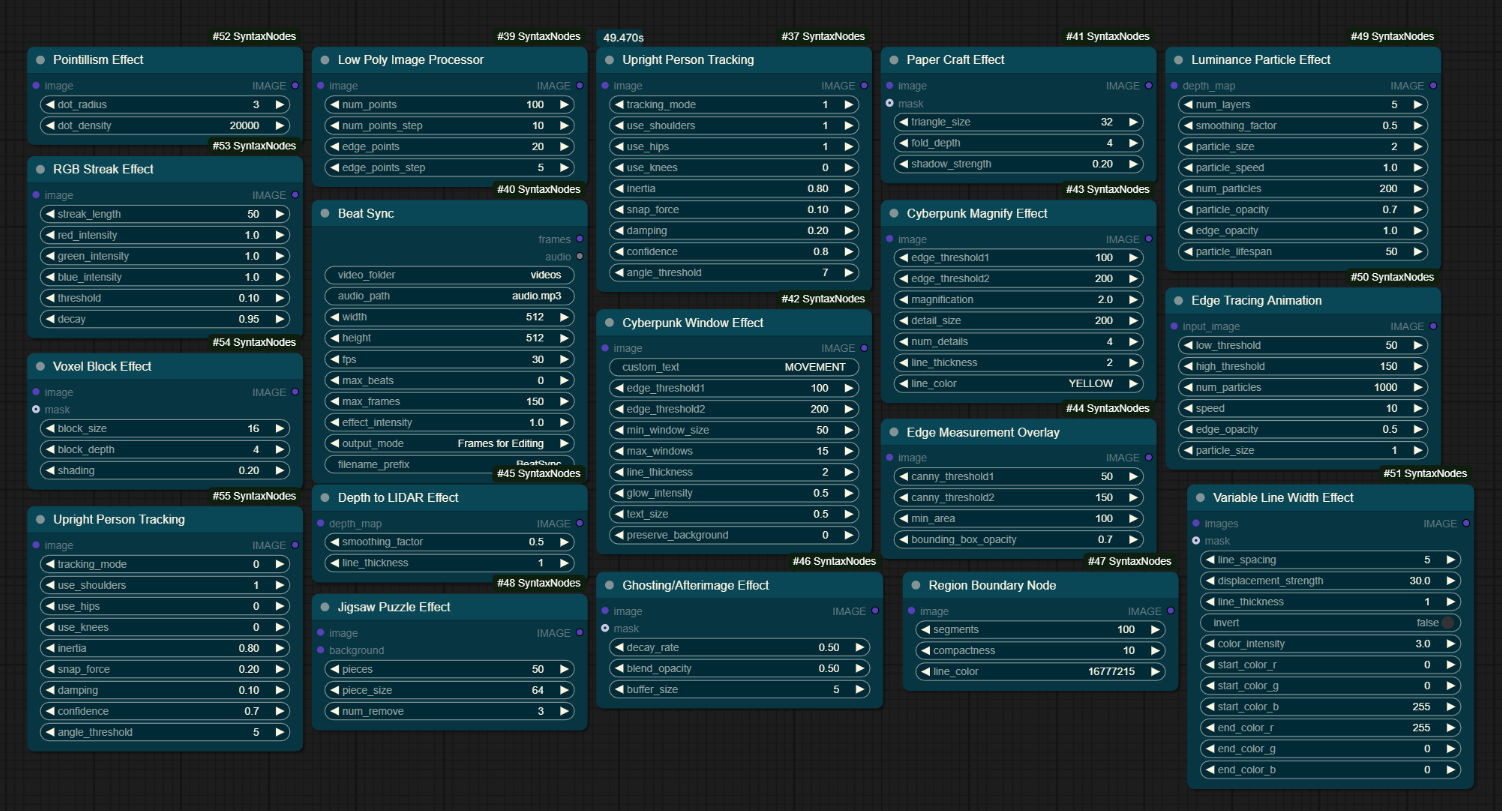 #52 SyntaxNodes
Pointillism Effect
image IMAGE
dot_radius 3
dot_density 20000
#53 SyntaxNodes
RGB Streak Effect
image IMAGE
streak_length 50
red_intensity 1.0
green_intensity 1.0
blue_intensity 1.0
threshold 0.10
decay 0.95
#54 SyntaxNodes
Voxel Block Effect
image IMAGE
mask
block_size 16
block_depth 4
shading 0.20
#55 SyntaxNodes
Upright Person Tracking
image IMAGE
tracking_mode 0
use_shoulders 1
use_hips 0
use_knees 0
inertia 0.80
snap_force 0.20
damping 0.10
confidence 0.7
angle_threshold 5
#39 SyntaxNodes
Low Poly Image Processor
image IMAGE
num_points 100
num_points_step 10
edge_points 20
edge_points_step 5
#40 SyntaxNodes
Beat Sync
frames
audio
video_folder videos
audio_path audio.mp3
width 512
height 512
fps 30
max_beats 0
max_frames 150
effect_intensity 1.0
output_mode Frames for Editing
filename_prefix BeatSync
#45 SyntaxNodes
Depth to LIDAR Effect
depth_map IMAGE
smoothing_factor 0.5
line_thickness 1
#48 SyntaxNodes
Jigsaw Puzzle Effect
image IMAGE
background
pieces 50
piece_size 64
num_remove 3
49.470s
#37 SyntaxNodes
Upright Person Tracking
image IMAGE
tracking_mode 1
use_shoulders 1
use_hips 1
use_knees 0
inertia 0.80
snap_force 0.10
damping 0.20
confidence 0.8
angle_threshold 7
#42 SyntaxNodes
Cyberpunk Window Effect
image IMAGE
custom_text MOVEMENT
edge_threshold1 100
edge_threshold2 200
min_window_size 50
max_windows 15
line_thickness 2
glow_intensity 0.5
text_size 0.5
preserve_background 0
#46 SyntaxNodes
Ghosting/Afterimage Effect
image IMAGE
mask
decay_rate 0.50
blend_opacity 0.50
buffer_size 5
#41 SyntaxNodes
Paper Craft Effect
image IMAGE
mask
triangle_size 32
fold_depth 4
shadow_strength 0.20
#43 SyntaxNodes
Cyberpunk Magnify Effect
image IMAGE
edge_threshold1 100
edge_threshold2 200
magnification 2.0
detail_size 200
num_details 4
line_thickness 2
line_color YELLOW
#44 SyntaxNodes
Edge Measurement Overlay
image IMAGE
canny_threshold1 50
canny_threshold2 150
min_area 100
bounding_box_opacity 0.7
#47 SyntaxNodes
Region Boundary Node
image IMAGE
segments 100
compactness 10
line_color 16777215
#49 SyntaxNodes
Luminance Particle Effect
depth_map IMAGE
num_layers 5
smoothing_factor 0.5
particle_size 2
particle_speed 1.0
num_particles 200
particle_opacity 0.7
edge_opacity 1.0
particle_lifespan 50
#50 SyntaxNodes
Edge Tracing Animation
input_image IMAGE
low_threshold 50
high_threshold 150
num_particles 1000
speed 10
edge_opacity 0.5
particle_size 1
#51 SyntaxNodes
Variable Line Width Effect
images IMAGE
mask
line_spacing 5
displacement_strength 30.0
line_thickness 1
invert false
color_intensity 3.0
start_color_r 0
start_color_g 0
start_color_b 255
end_color_r 255
end_color_g 0
end_color_b 0